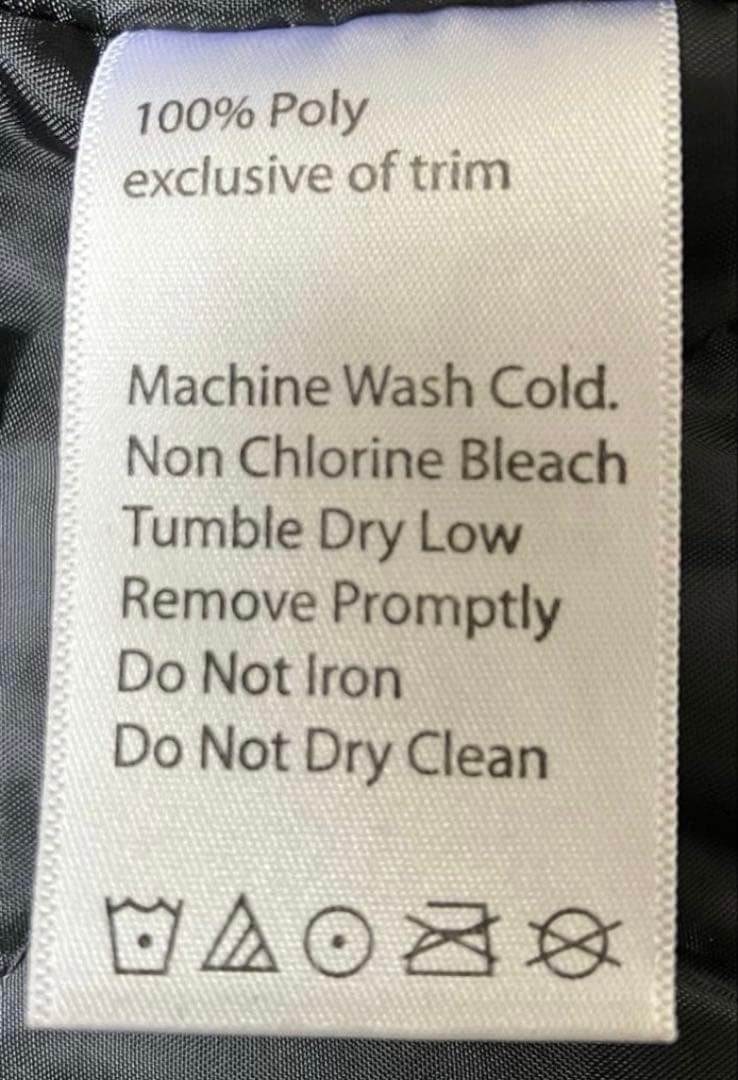 100% Poly
exclusive of trim
Machine Wash Cold.
Non Chlorine Bleach
Tumble Dry Low
Remove Promptly
Do Not Iron
Do Not Dry Clean